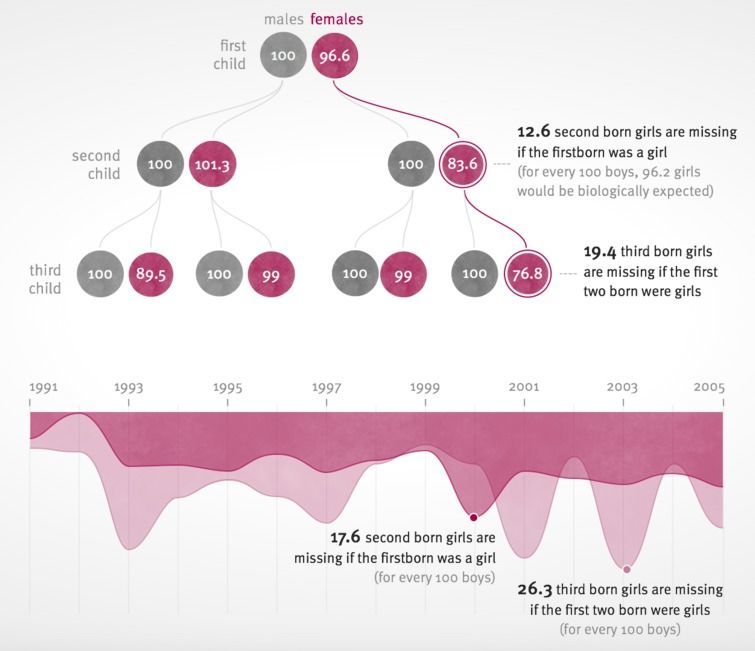 males females
first
child
100 96.6
second
child
100 101.3 100 83.6
12.6 second born girls are missing
if the firstborn was a girl
(for every 100 boys, 96.2 girls
would be biologically expected)
third
child
100 89.5 100 99 100 99 100 76.8
19.4 third born girls
are missing if the first
two born were girls
1991 1993 1995 1997 1999 2001 2003 2005
17.6 second born girls are
missing if the firstborn was a girl
(for every 100 boys)
26.3 third born girls are missing
if the first two born were girls
(for every 100 boys)